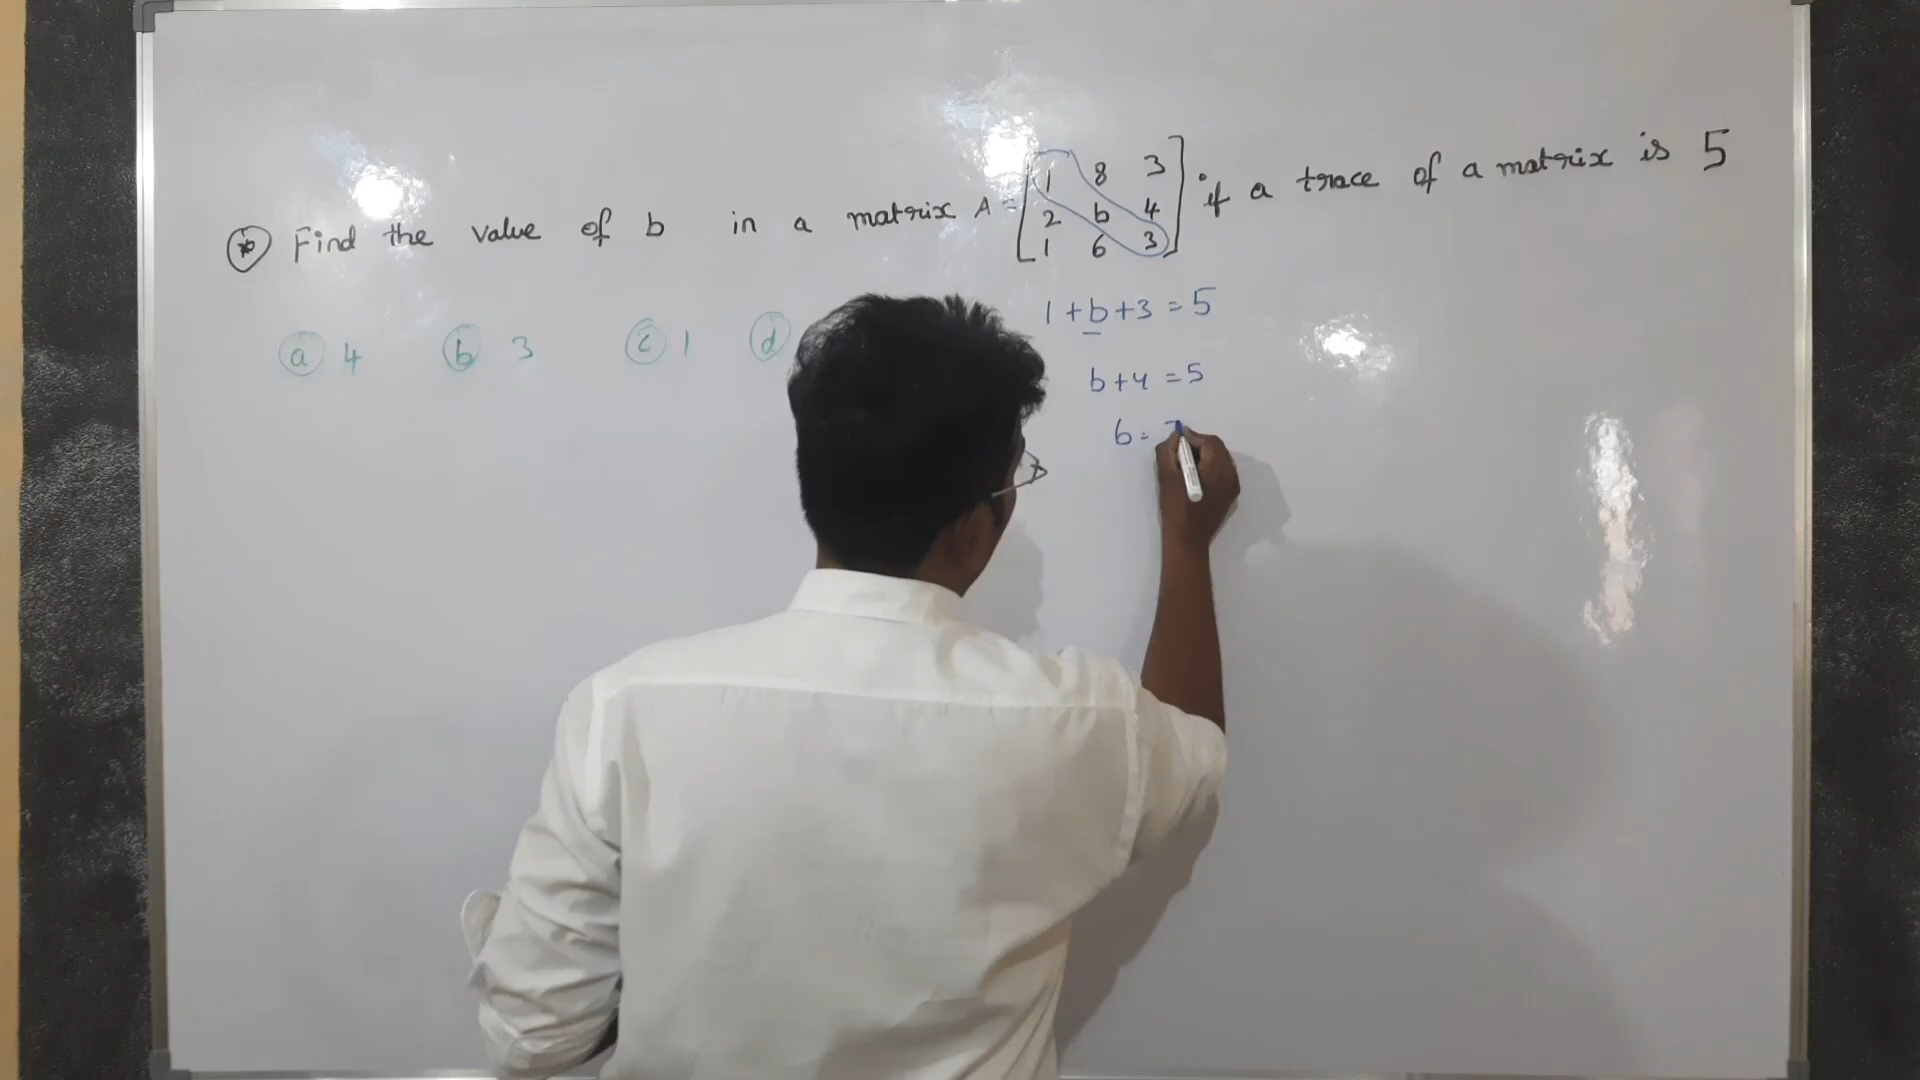 * Find the value of b in a matrix A = [1 8 3 if a trace of a matrix is 5
2 b 4
1 6 3]
a 4 b 3 c 1 d
1 + b + 3 = 5
b + 4 = 5
b =